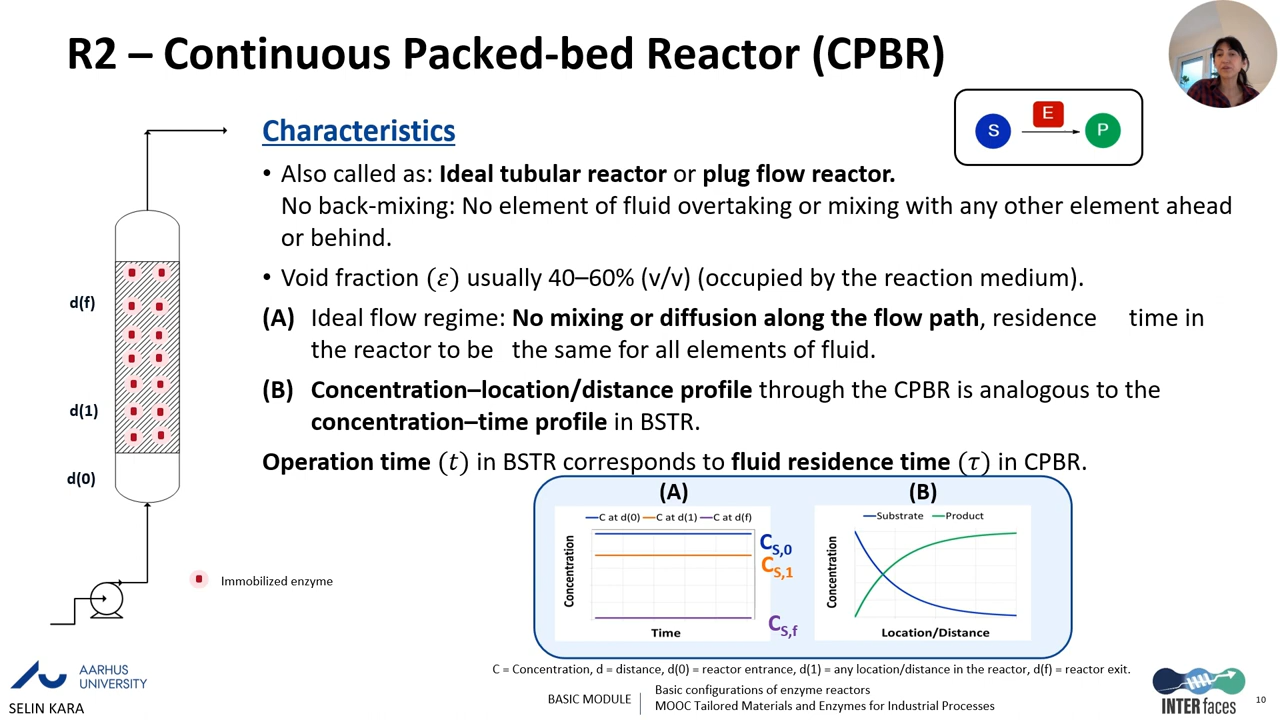 R2 – Continuous Packed-bed Reactor (CPBR)
S
E
P
Characteristics
• Also called as: Ideal tubular reactor or plug flow reactor.
No back-mixing: No element of fluid overtaking or mixing with any other element ahead
or behind.
• Void fraction (ε) usually 40–60% (v/v) (occupied by the reaction medium).
(A) Ideal flow regime: No mixing or diffusion along the flow path, residence time in
the reactor to be the same for all elements of fluid.
(B) Concentration–location/distance profile through the CPBR is analogous to the
concentration–time profile in BSTR.
Operation time (t) in BSTR corresponds to fluid residence time (τ) in CPBR.
d(f)
d(1)
d(0)
Immobilized enzyme
(A)
C at d(0) C at d(1) C at d(f)
Concentration
Time
CS,0
CS,1
CS,f
(B)
Substrate Product
Concentration
Location/Distance
C = Concentration, d = distance, d(0) = reactor entrance, d(1) = any location/distance in the reactor, d(f) = reactor exit.
AARHUS
UNIVERSITY
SELIN KARA
BASIC MODULE
Basic configurations of enzyme reactors
MOOC Tailored Materials and Enzymes for Industrial Processes
INTERfaces
10